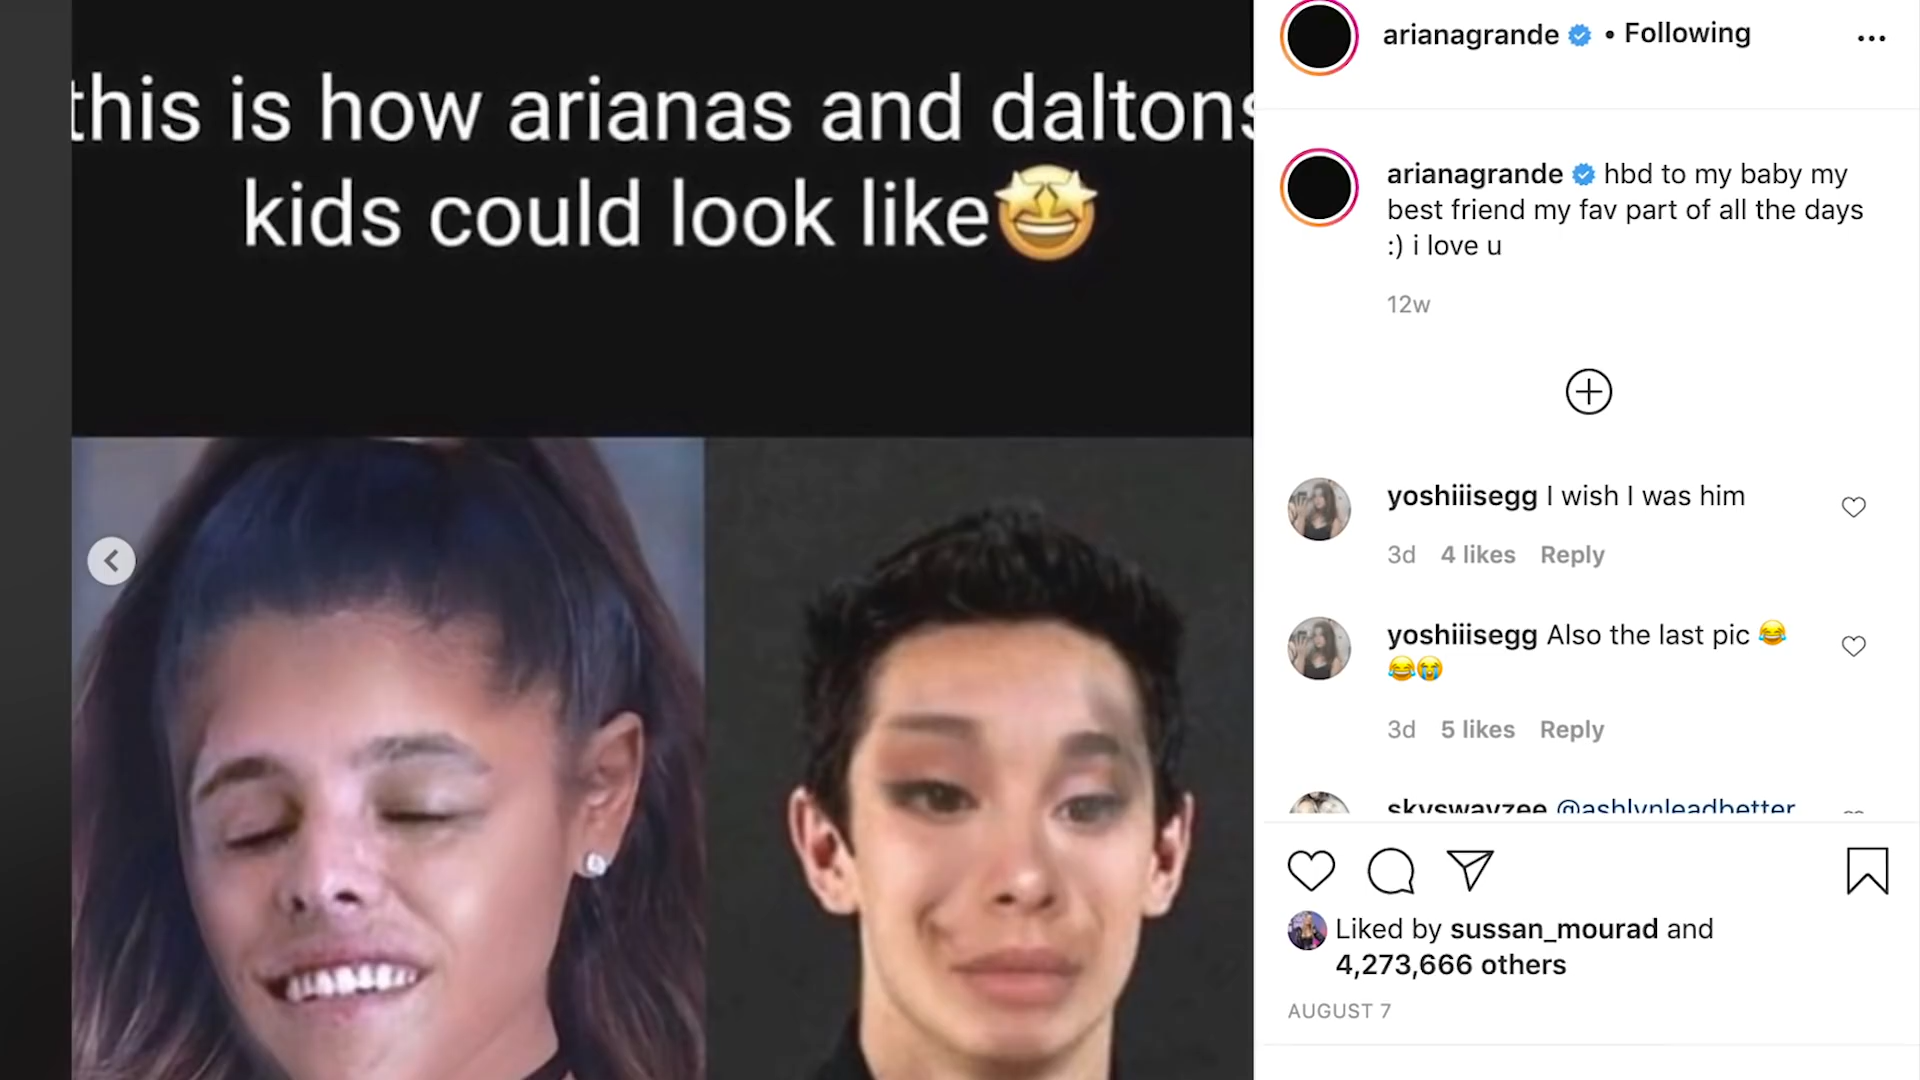 this is how arianas and daltons
kids could look like🤩
arianagrande • Following
arianagrande hbd to my baby my
best friend my fav part of all the days
:) i love u
12w
yoshiiisegg I wish I was him
3d 4 likes Reply
yoshiiisegg Also the last pic 😂
😂😭
3d 5 likes Reply
skyswayzee @ashlynleadbetter
Liked by sussan_mourad and
4,273,666 others
AUGUST 7